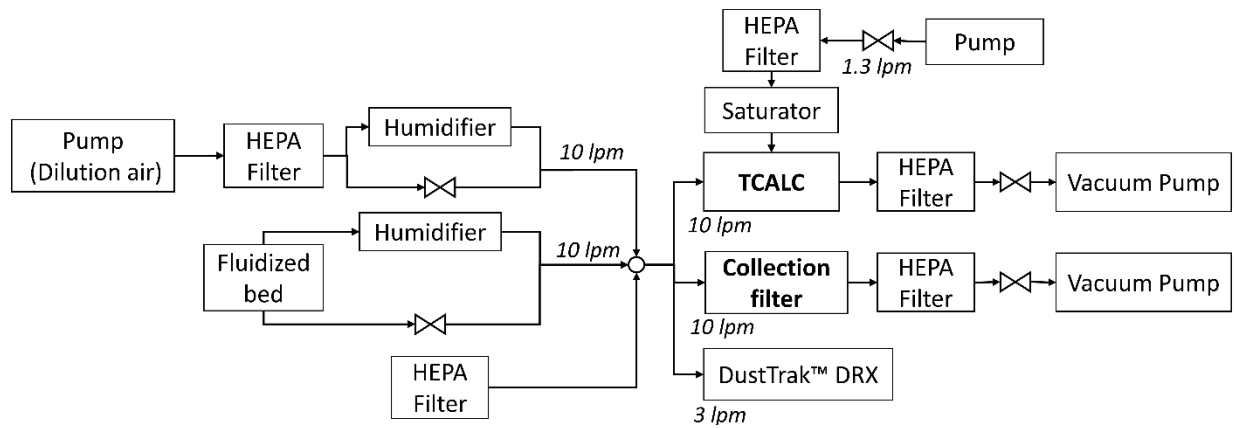 HEPA
Filter
1.3 lpm
Pump
Saturator
Pump
(Dilution air)
HEPA
Filter
Humidifier
10 lpm
TCALC
10 lpm
HEPA
Filter
Vacuum Pump
Fluidized
bed
Humidifier
10 lpm
Collection
filter
10 lpm
HEPA
Filter
Vacuum Pump
HEPA
Filter
DustTrak™ DRX
3 lpm